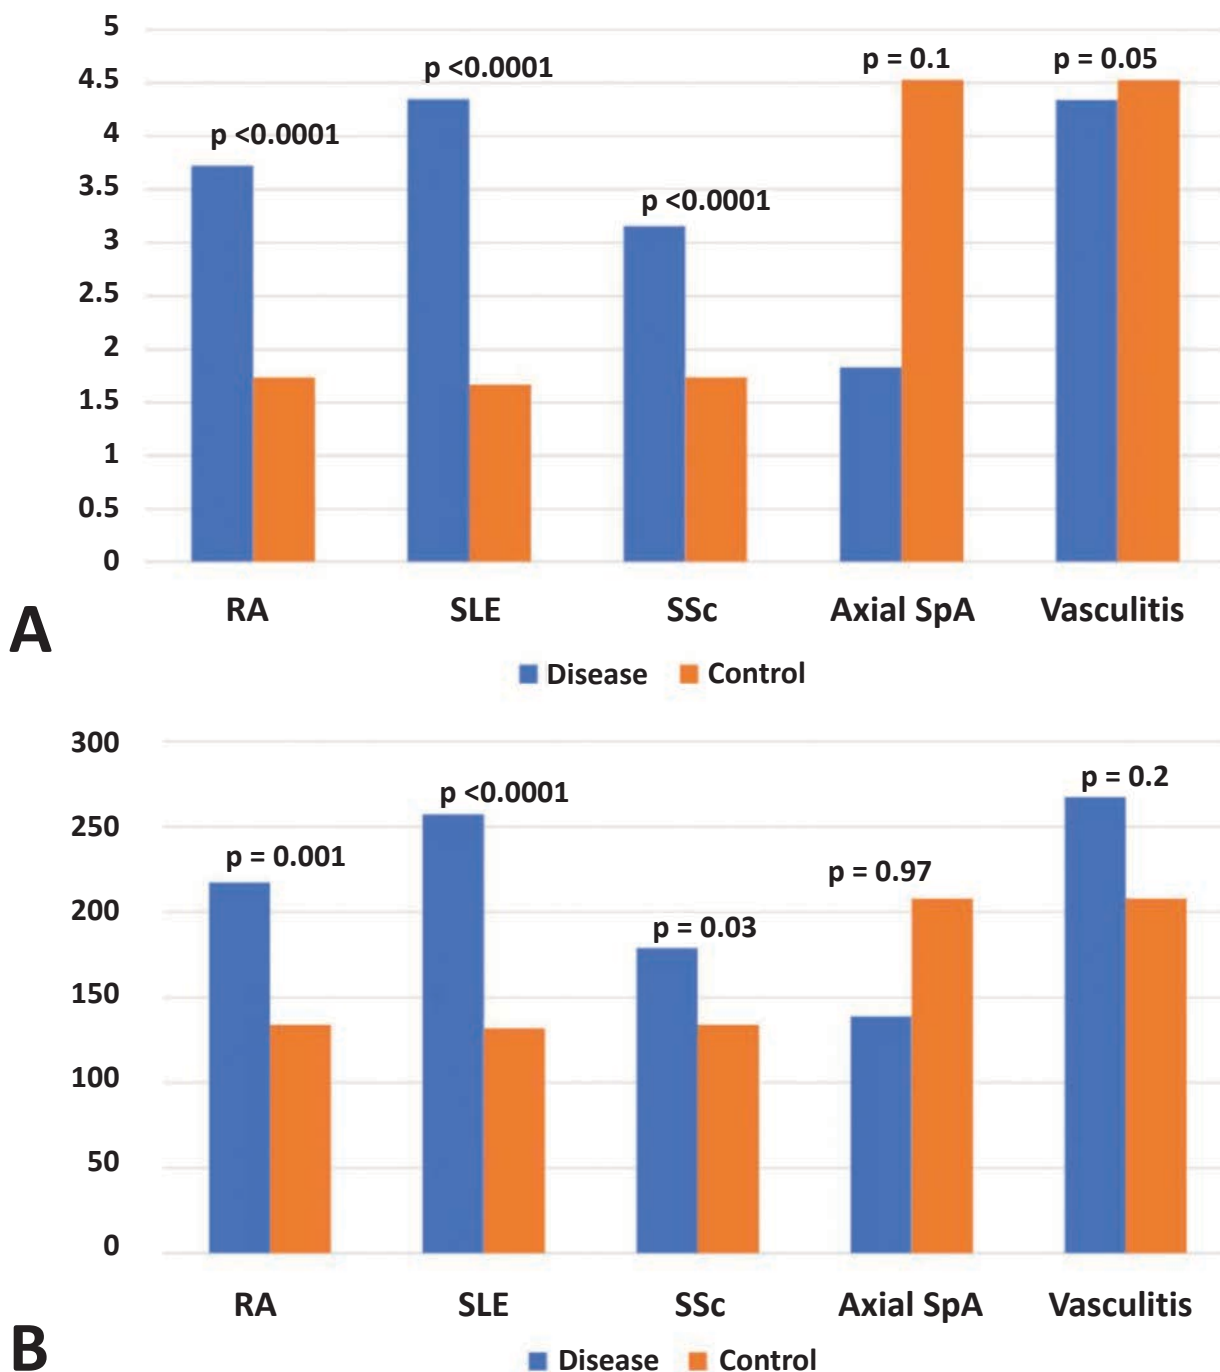 5
4.5
4
3.5
3
2.5
2
1.5
1
0.5
0
p <0.0001
p <0.0001
p <0.0001
p = 0.1
p = 0.05
RA SLE SSc Axial SpA Vasculitis
A
Disease Control
300
250
200
150
100
50
0
p = 0.001
p <0.0001
p = 0.03
p = 0.97
p = 0.2
RA SLE SSc Axial SpA Vasculitis
B
Disease Control